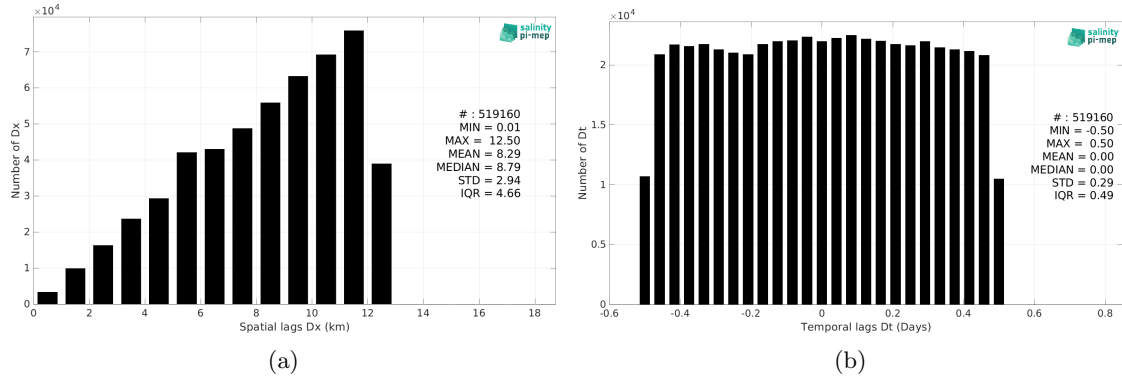 ×10⁴
salinity
pi-mep
7
6
5
4
3
2
1
0
Number of Dx
# : 519160
MIN = 0.01
MAX = 12.50
MEAN = 8.29
MEDIAN = 8.79
STD = 2.94
IQR = 4.66
0 2 4 6 8 10 12 14 16 18
Spatial lags Dx (km)
(a)
×10⁴
salinity
pi-mep
2
1.5
1
0.5
0
Number of Dt
# : 519160
MIN = -0.50
MAX = 0.50
MEAN = 0.00
MEDIAN = 0.00
STD = 0.29
IQR = 0.49
-0.6 -0.4 -0.2 0 0.2 0.4 0.6 0.8
Temporal lags Dt (Days)
(b)